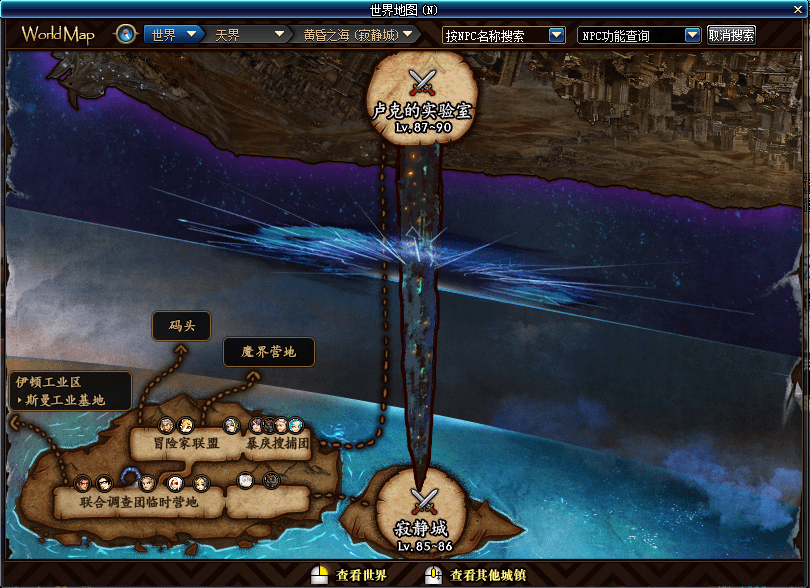 世界地图 (N)
WorldMap
世界
天界
黄昏之海 (寂静城)
按NPC名称搜索
NPC功能查询
取消搜索
卢克的实验室
Lv. 87~90
码头
魔界营地
伊顿工业区
斯曼工业基地
冒险家联盟
暴戾搜捕团
联合调查团临时营地
寂静城
Lv. 85~86
查看世界
查看其他城镇